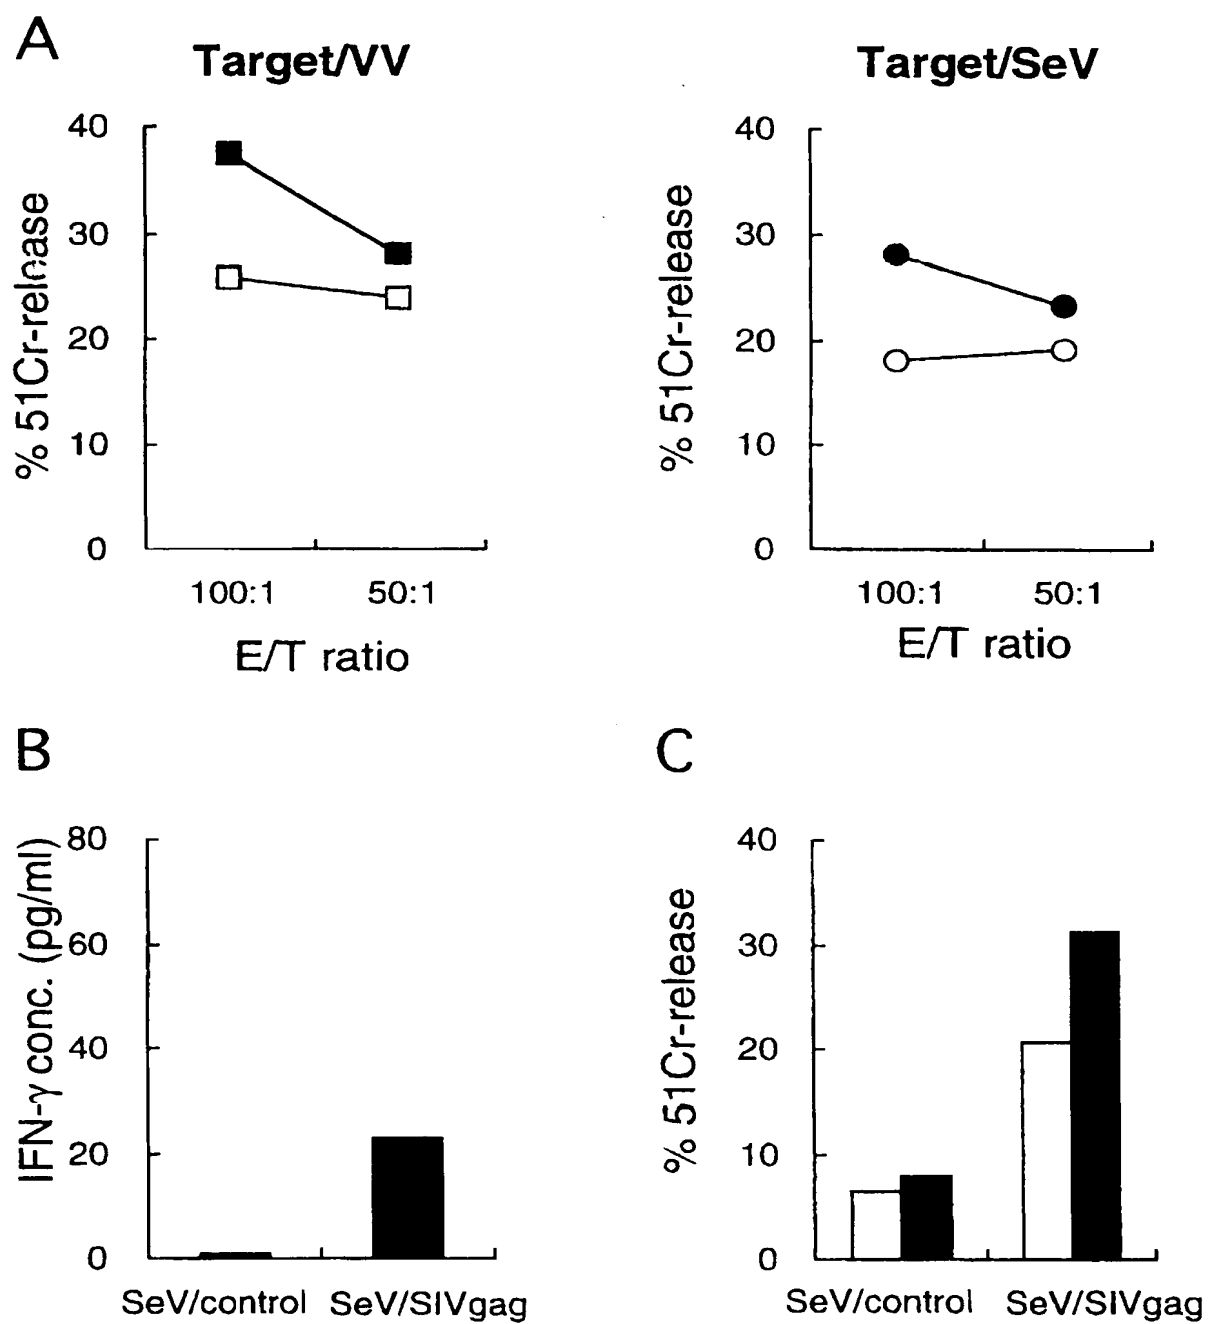 A
Target/VV
40
30
20
10
0
% 51Cr-release
100:1 50:1
E/T ratio
Target/SeV
40
30
20
10
0
% 51Cr-release
100:1 50:1
E/T ratio
B
80
60
40
20
0
IFN-γ conc. (pg/ml)
SeV/control SeV/SIVgag
C
40
30
20
10
0
% 51Cr-release
SeV/control SeV/SIVgag